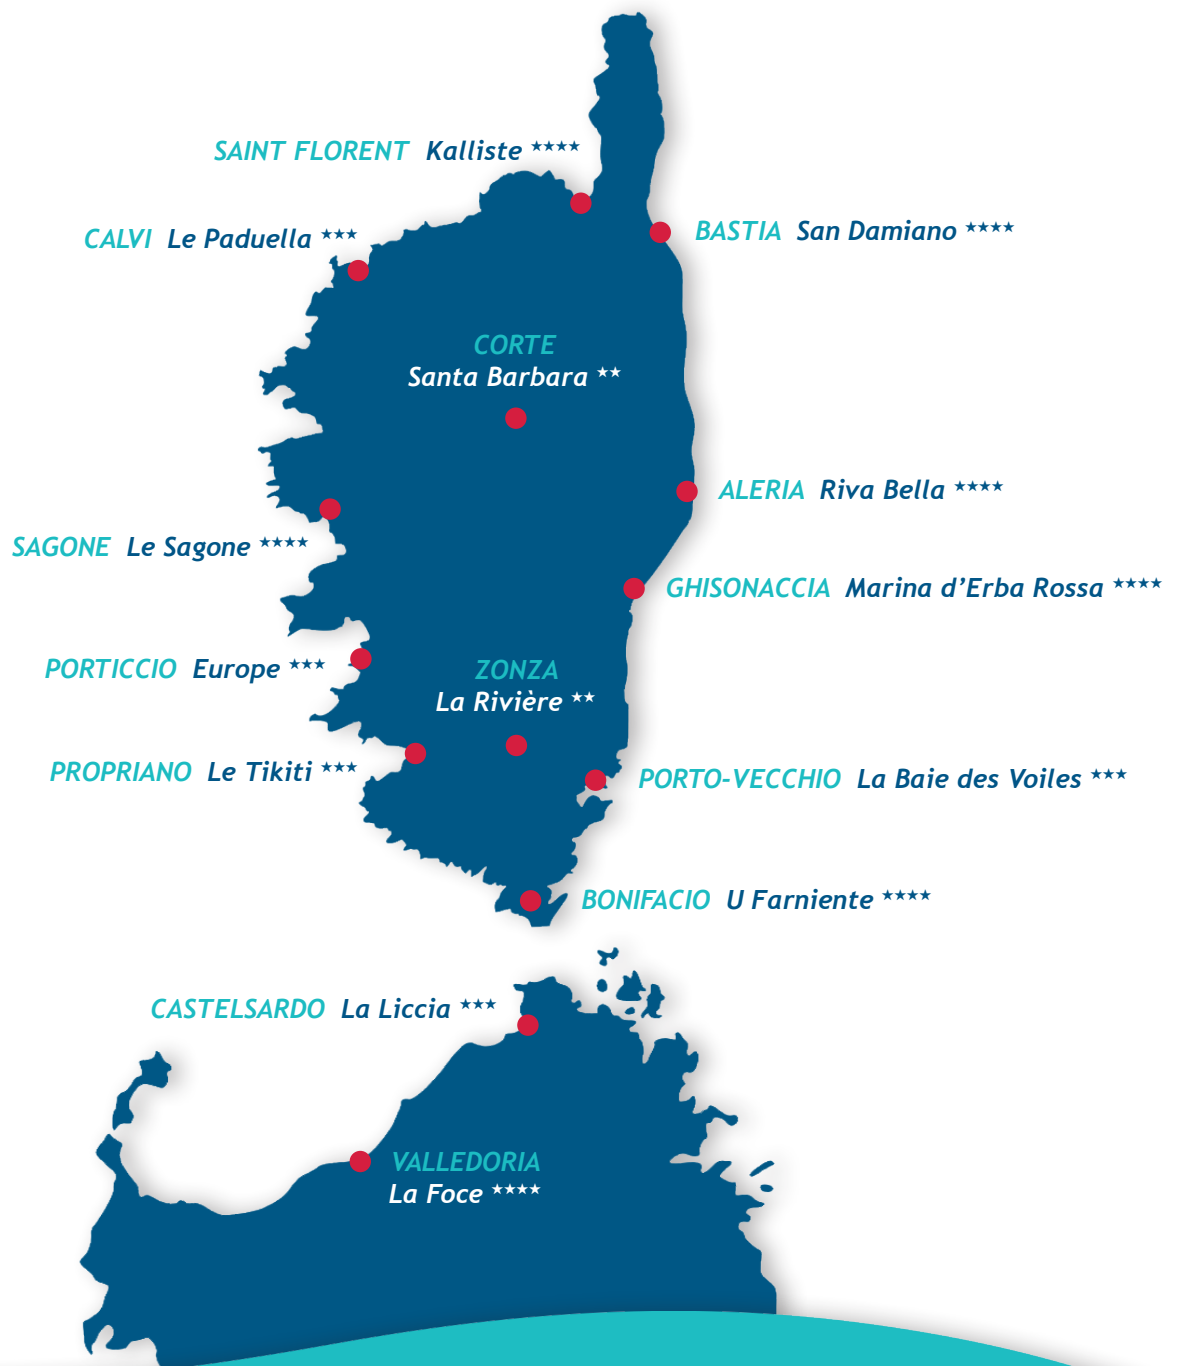 SAINT FLORENT Kalliste ★★★★
BASTIA San Damiano ★★★★
CALVI Le Paduella ★★★
CORTE
Santa Barbara ★★
ALERIA Riva Bella ★★★★
SAGONE Le Sagone ★★★★
GHISONACCIA Marina d’Erba Rossa ★★★★
PORTICCIO Europe ★★★
ZONZA
La Rivière ★★
PROPRIANO Le Tikiti ★★★
PORTO-VECCHIO La Baie des Voiles ★★★
BONIFACIO U Farniente ★★★★
CASTELSARDO La Liccia ★★★
VALLEDORIA
La Foce ★★★★